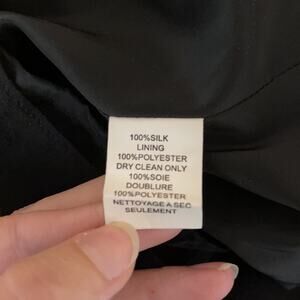 100%SILK
LINING
100%POLYESTER
DRY CLEAN ONLY
100%SOIE
DOUBLURE
100%POLYESTER
NETTOYAGE A SEC
SEULEMENT